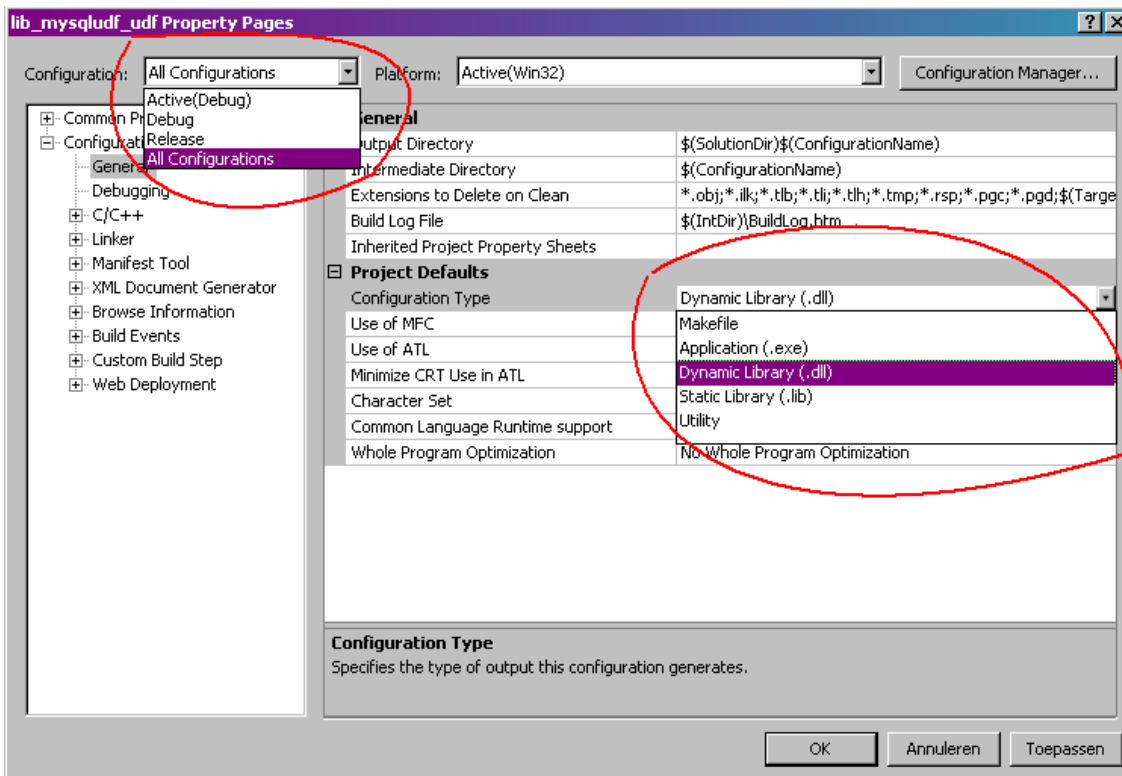 lib_mysqludf_udf Property Pages
Configuration: All Configurations Platform: Active(Win32) Configuration Manager...
Active(Debug)
Debug
Release
All Configurations
Common Pr
Configurati
General
Debugging
C/C++
Linker
Manifest Tool
XML Document Generator
Browse Information
Build Events
Custom Build Step
Web Deployment
General
Output Directory $(SolutionDir)$(ConfigurationName)
Intermediate Directory $(ConfigurationName)
Extensions to Delete on Clean *.obj;*.ilk;*.tlb;*.tli;*.tlh;*.tmp;*.rsp;*.pgc;*.pgd;$(Targe
Build Log File $(IntDir)\BuildLog.htm
Inherited Project Property Sheets
Project Defaults
Configuration Type Dynamic Library (.dll)
Use of MFC
Use of ATL
Minimize CRT Use in ATL
Character Set
Common Language Runtime support
Whole Program Optimization No Whole Program Optimization
Makefile
Application (.exe)
Dynamic Library (.dll)
Static Library (.lib)
Utility
Configuration Type
Specifies the type of output this configuration generates.
OK Annuleren Toepassen